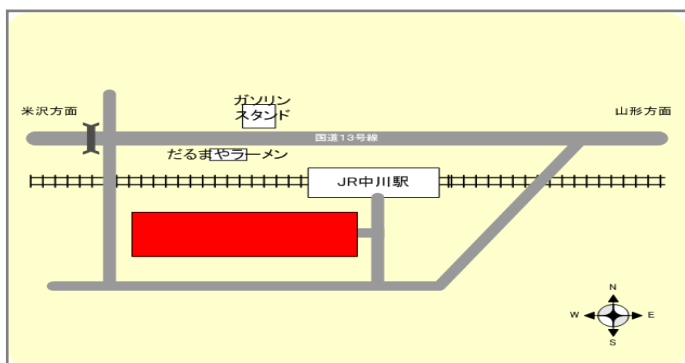 ガソリン
スタンド
米沢方面
山形方面
国道13号線
だるまやラーメン
JR中川駅
N
W
E
S